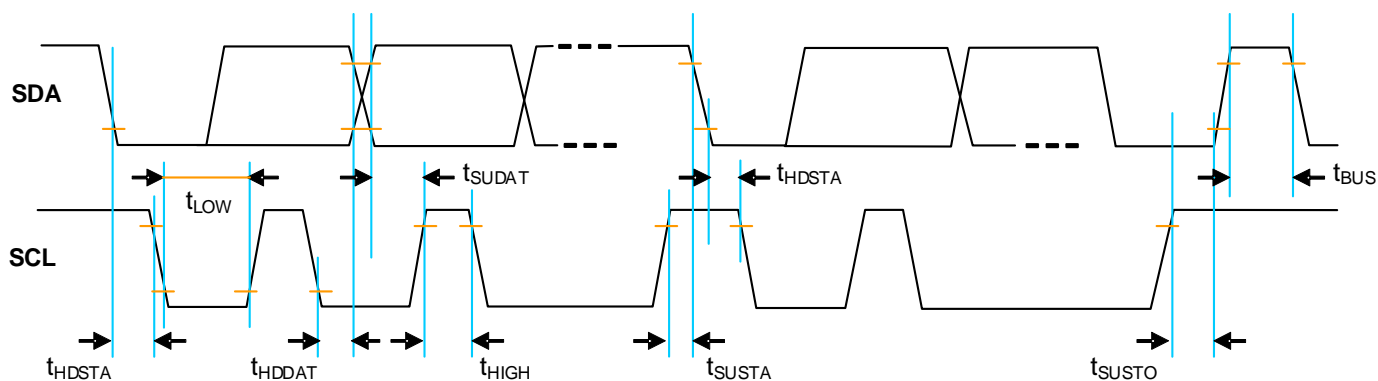 SDA
tSUDAT
tHDSTA
tBUS
tLOW
SCL
tHDSTA
tHDDAT
tHIGH
tSUSTA
tSUSTO